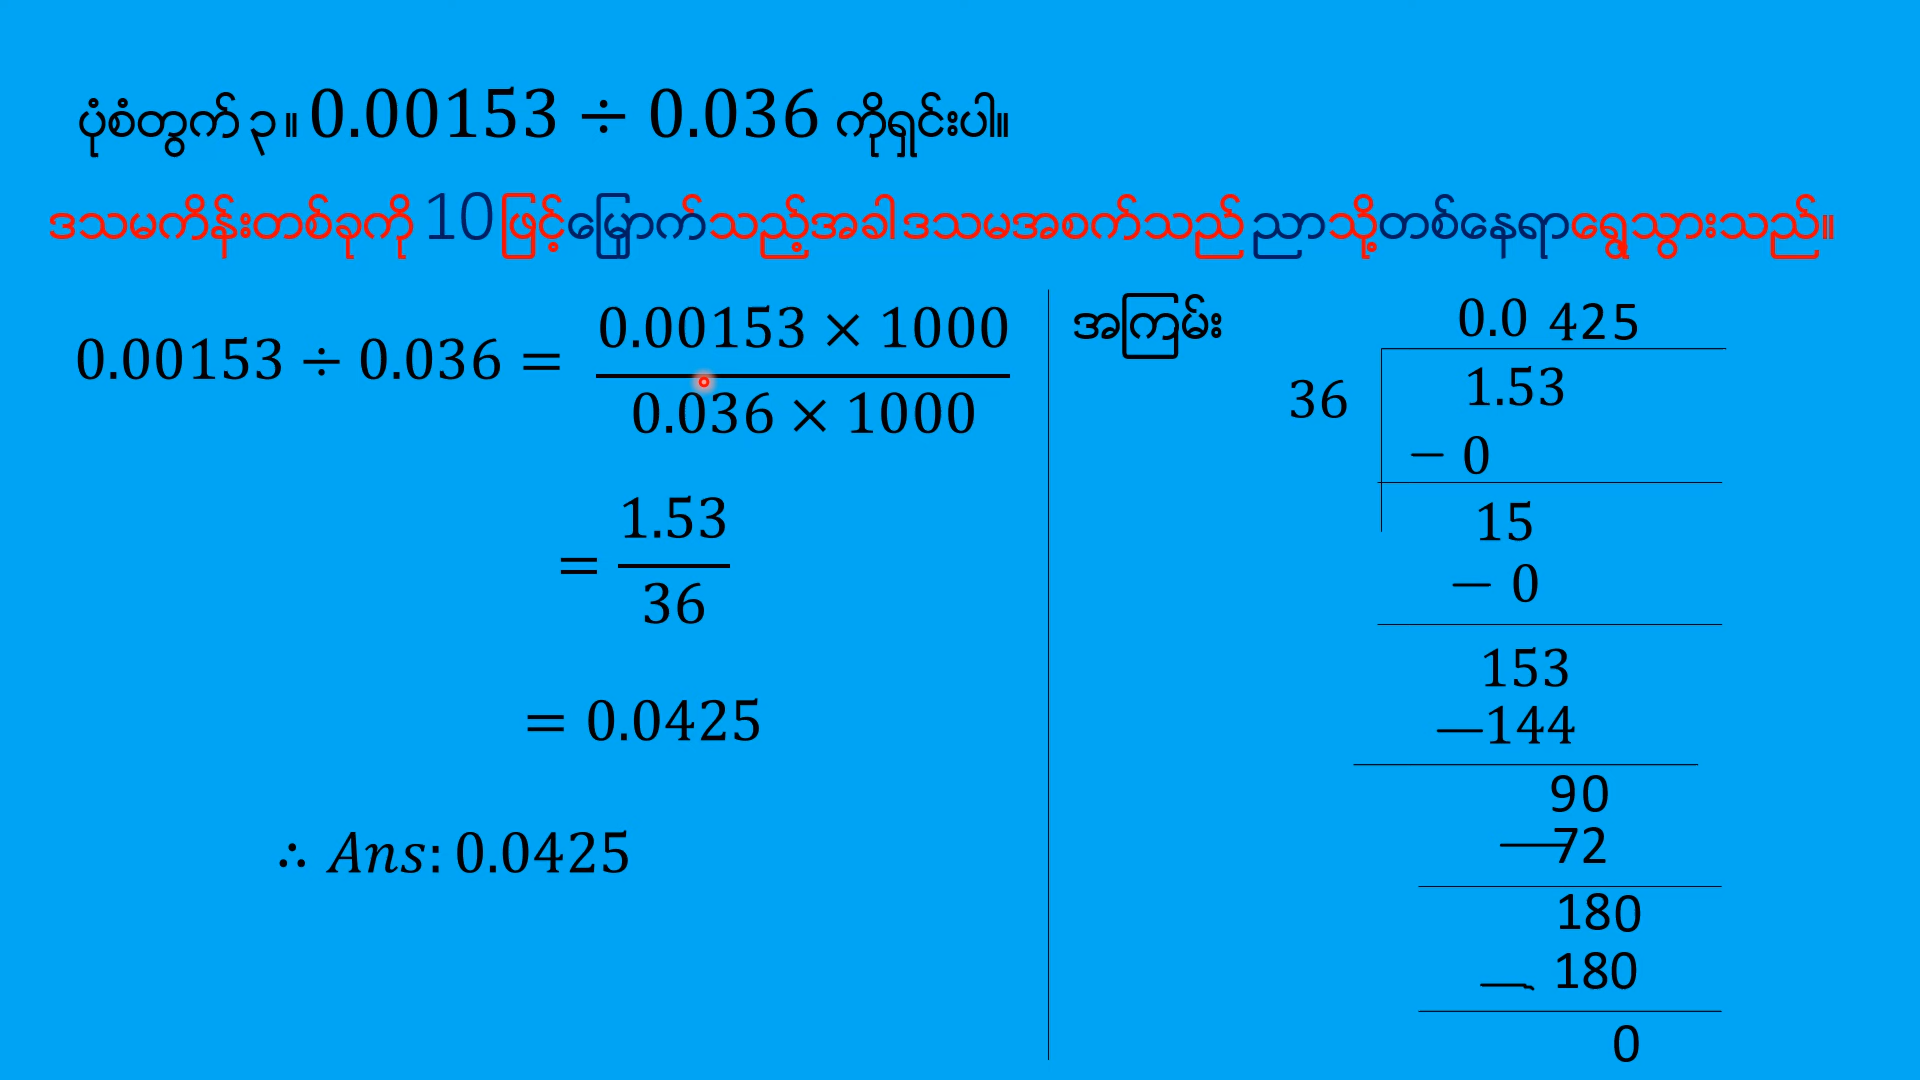 ပုံစံတွက် ၃။ 0.00153 ÷ 0.036 ကိုရှင်းပါ။
ဒသမကိန်းတစ်ခုကို 10 ဖြင့်မြှောက်သည့်အခါ ဒသမအစက်သည် ညာသို့တစ်နေရာရွေ့သွားသည်။
0.00153 ÷ 0.036 = 0.00153 × 1000 / 0.036 × 1000
= 1.53 / 36
= 0.0425
∴ Ans: 0.0425
အကြမ်း
0.0 425
36 1.53
− 0
15
− 0
153
−144
90
−72
180
− 180
0